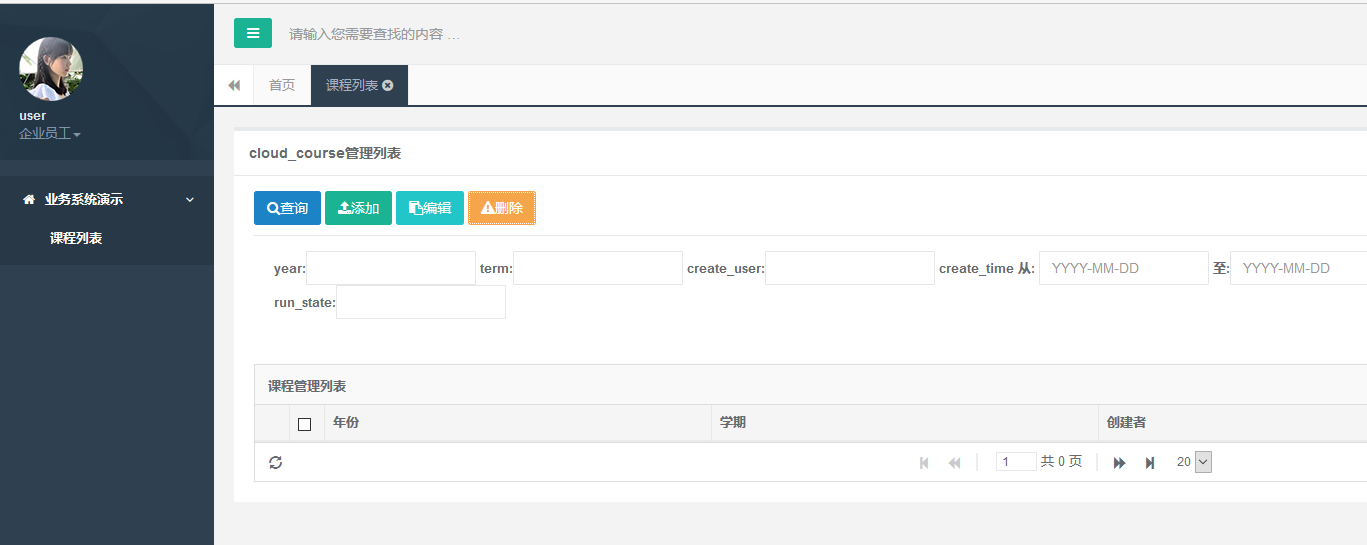 请输入您需要查找的内容 …
首页
课程列表
user
企业员工
业务系统演示
课程列表
cloud_course管理列表
查询 添加 编辑 删除
year: term: create_user: create_time 从: YYYY-MM-DD 至: YYYY-MM-DD
run_state:
课程管理列表
年份 学期 创建者
1 共 0 页 20